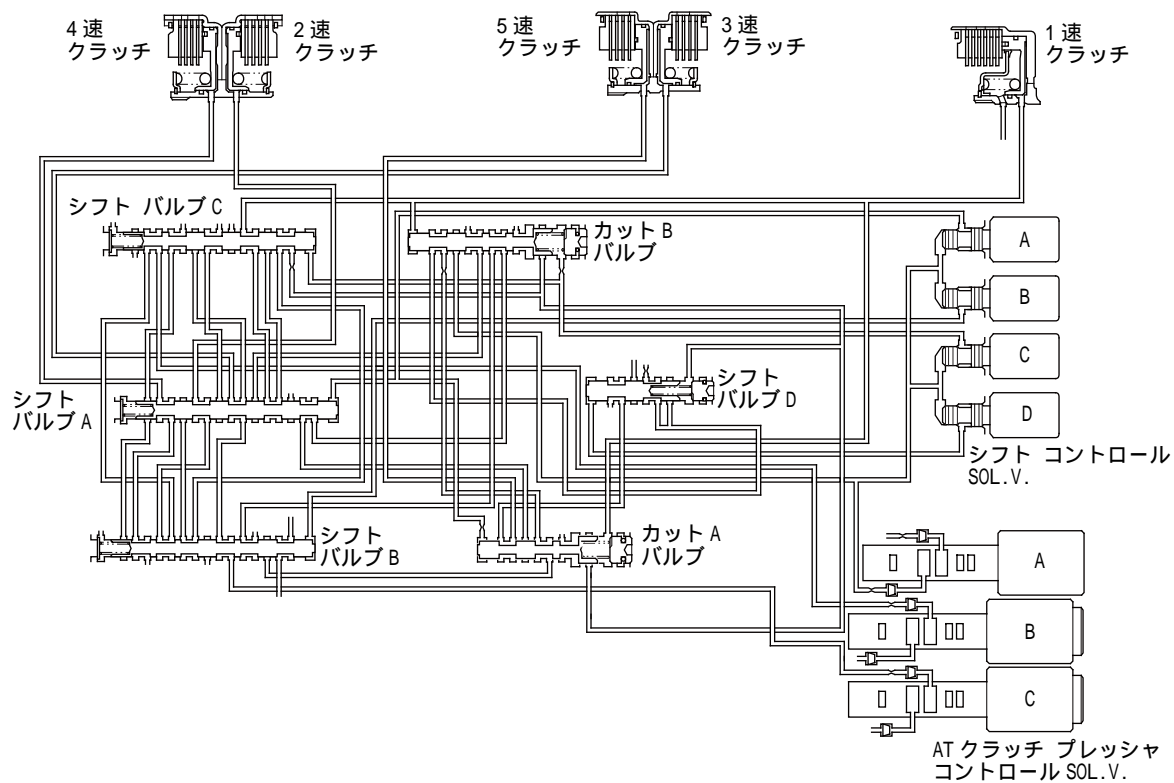 4速
クラッチ
2速
クラッチ
5速
クラッチ
3速
クラッチ
1速
クラッチ
シフト バルブC
カットB
バルブ
A
B
C
D
シフト
バルブD
シフト
バルブA
シフト コントロール
SOL.V.
シフト
バルブB
カットA
バルブ
A
B
C
ATクラッチ プレッシャ
コントロール SOL.V.